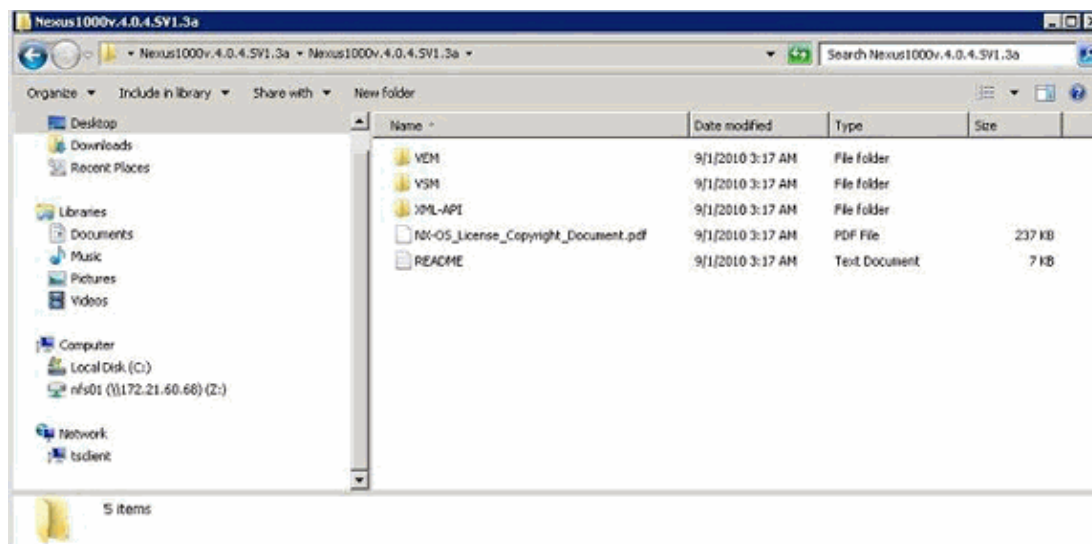 Nexus1000v.4.0.4.SV1.3a
Nexus1000v.4.0.4.SV1.3a Nexus1000v.4.0.4.SV1.3a Search Nexus1000v.4.0.4.SV1.3a
Organize Include in library Share with New folder
Desktop
Downloads
Recent Places
Libraries
Documents
Music
Pictures
Videos
Computer
Local Disk (C:)
nfs01 (\\172.21.60.68) (Z:)
Network
tsclient
Name Date modified Type Size
VEM 9/1/2010 3:17 AM File folder
VSM 9/1/2010 3:17 AM File folder
XML-API 9/1/2010 3:17 AM File folder
NX-OS_License_Copyright_Document.pdf 9/1/2010 3:17 AM PDF File 237 KB
README 9/1/2010 3:17 AM Text Document 7 KB
5 items